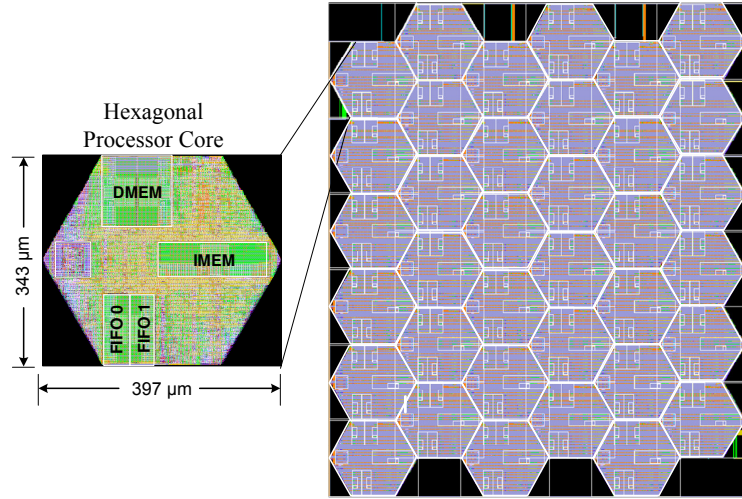 Hexagonal
Processor Core
DMEM
IMEM
FIFO 0
FIFO 1
343 µm
397 µm